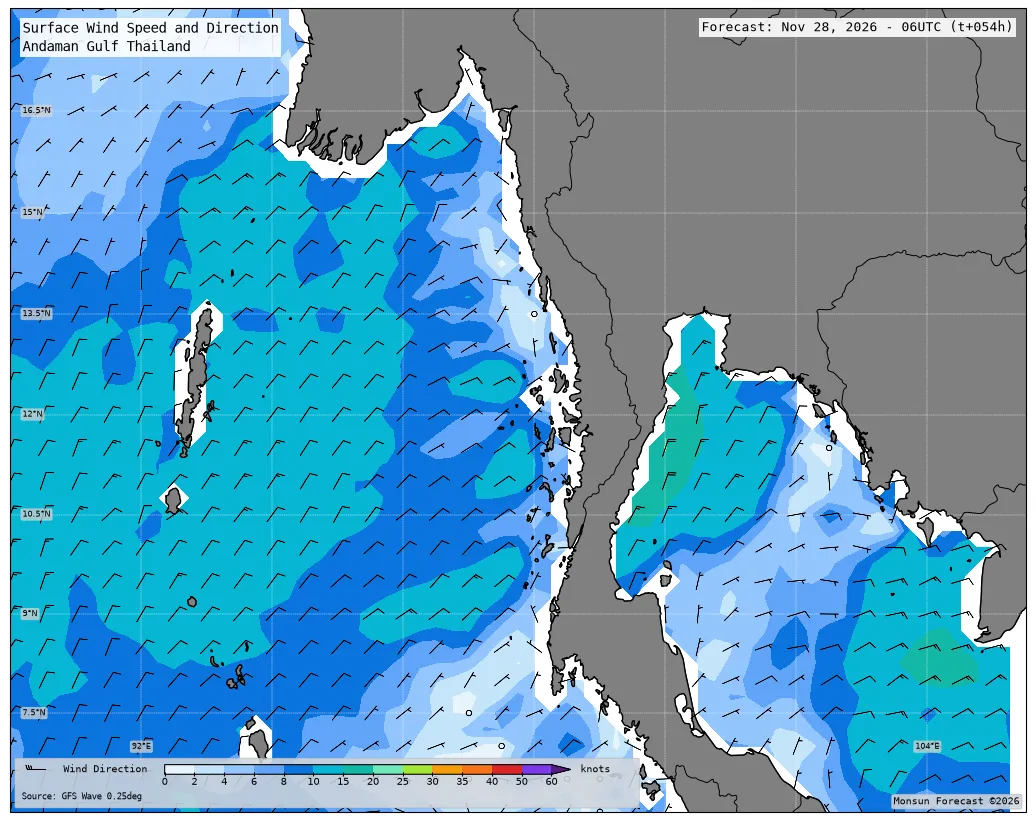 Surface Wind Speed and Direction
Andaman Gulf Thailand
Forecast: Nov 28, 2026 - 06UTC (t+054h)
16.5°N
15°N
13.5°N
12°N
10.5°N
9°N
7.5°N
92°E
104°E
Wind Direction
0 2 4 6 8 10 15 20 25 30 35 40 50 60
knots
Source: GFS Wave 0.25deg
Monsun Forecast ©2026